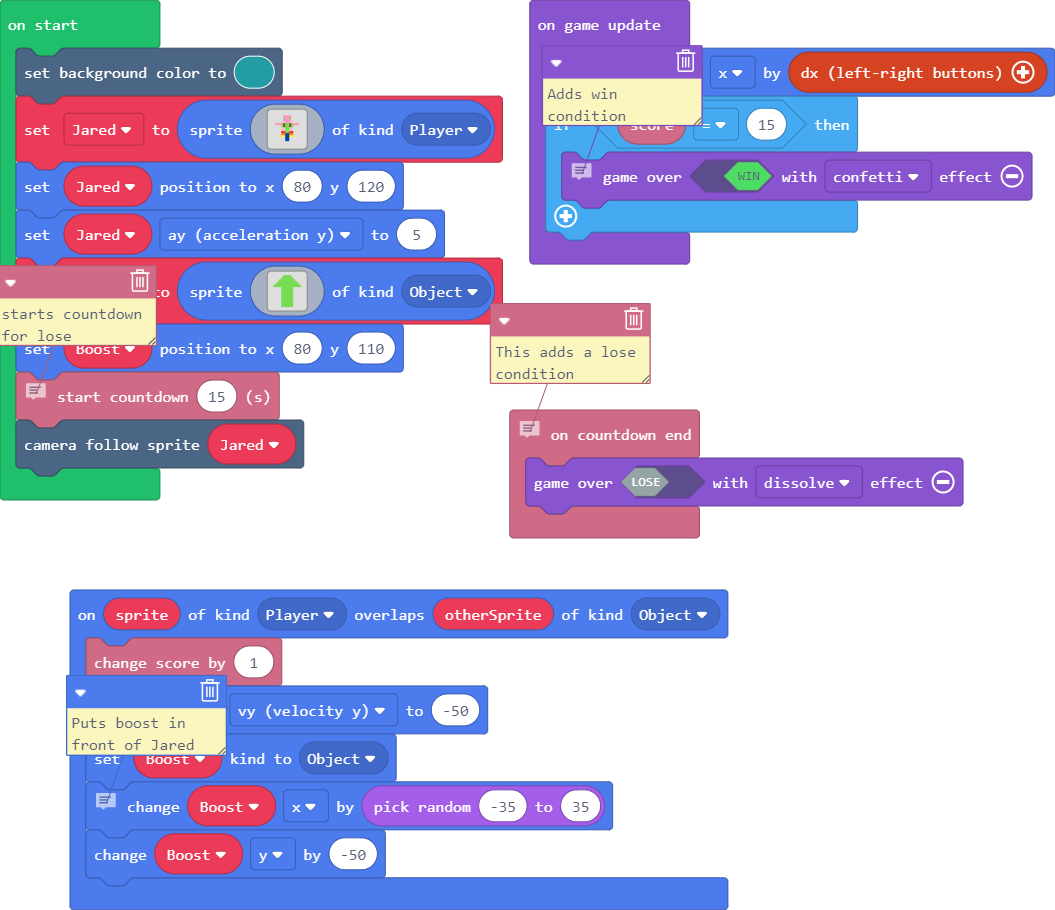 on start
set background color to
set Jared to sprite of kind Player
set Jared position to x 80 y 120
set Jared ay (acceleration y) to 5
to sprite of kind Object
starts countdown
for lose
set Boost position to x 80 y 110
start countdown 15 (s)
camera follow sprite Jared
on game update
x by dx (left-right buttons)
Adds win
condition
if score = 15 then
game over WIN with confetti effect
This adds a lose
condition
on countdown end
game over LOSE with dissolve effect
on sprite of kind Player overlaps otherSprite of kind Object
change score by 1
vy (velocity y) to -50
Puts boost in
front of Jared
set Boost kind to Object
change Boost x by pick random -35 to 35
change Boost y by -50